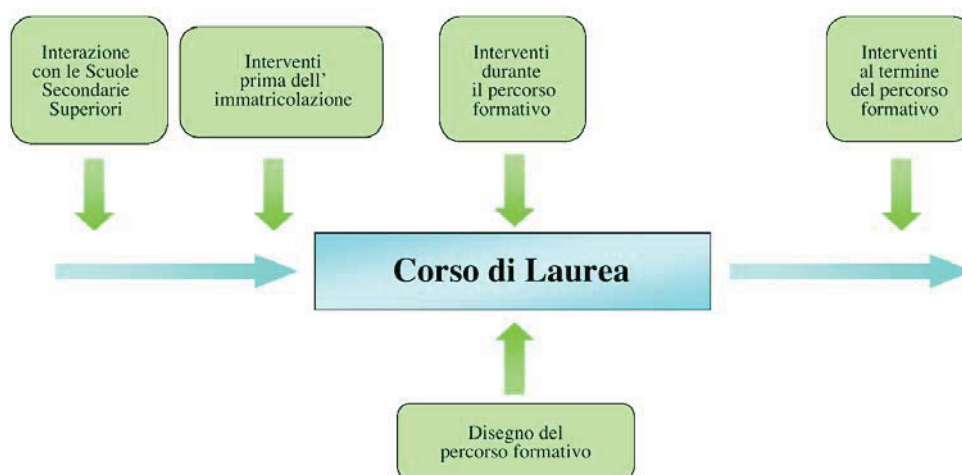 Interazione
con le Scuole
Secondarie
Superiori
Interventi
prima dell'
immatricolazione
Interventi
durante
il percorso
formativo
Interventi
al termine
del percorso
formativo
Corso di Laurea
Disegno del
percorso formativo